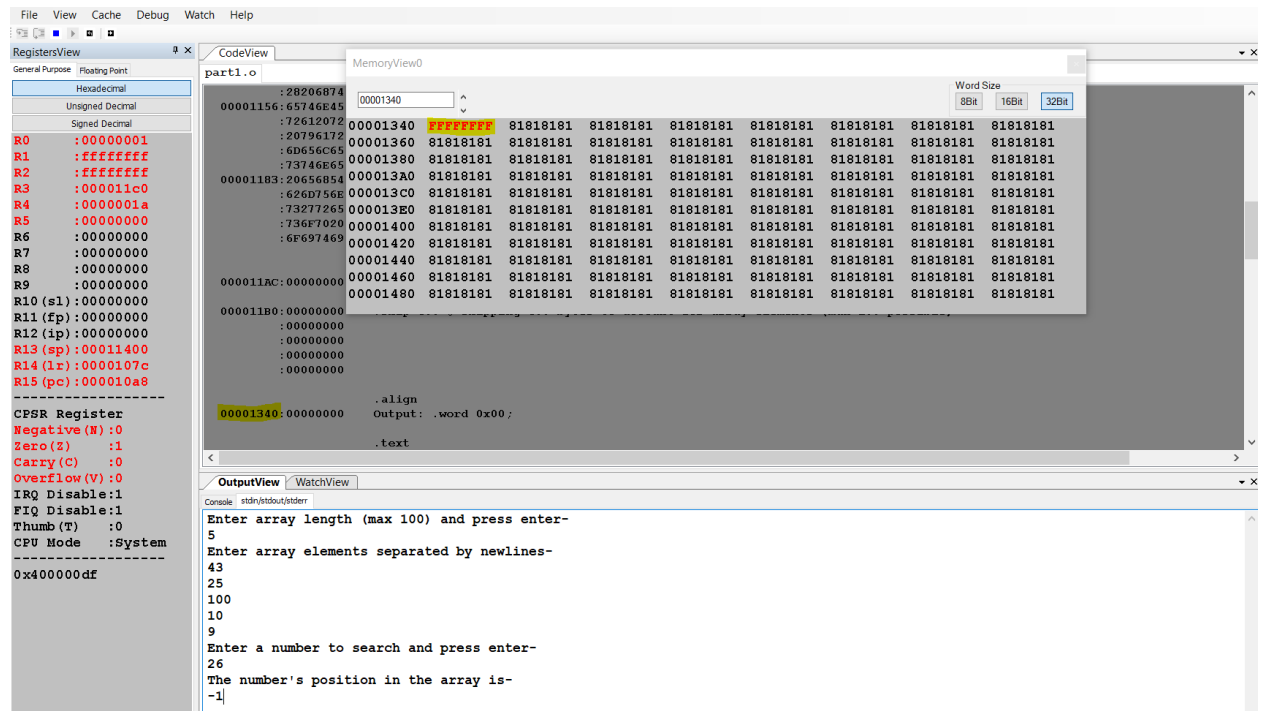 File View Cache Debug Watch Help
RegistersView
General Purpose Floating Point
Hexadecimal
Unsigned Decimal
Signed Decimal
R0 :00000001
R1 :ffffffff
R2 :ffffffff
R3 :000011c0
R4 :0000001a
R5 :00000000
R6 :00000000
R7 :00000000
R8 :00000000
R9 :00000000
R10(sl):00000000
R11(fp):00000000
R12(ip):00000000
R13(sp):00011400
R14(lr):0000107c
R15(pc):000010a8
-------------------
CPSR Register
Negative(N):0
Zero(Z) :1
Carry(C) :0
Overflow(V):0
IRQ Disable:1
FIQ Disable:1
Thumb(T) :0
CPU Mode :System
-------------------
0x400000df
CodeView
part1.o
:28206874
00001156:65746E45
:72612072
:20796172
:6D656C65
:73746E65
00001183:20656854
:626D756E
:73277265
:736F7020
:6F697469
000011AC:00000000
000011B0:00000000
:00000000
:00000000
:00000000
:00000000
.align
00001340:00000000 Output: .word 0x00;
.text
MemoryView0
00001340
Word Size
8Bit 16Bit 32Bit
00001340 FFFFFFFF 81818181 81818181 81818181 81818181 81818181 81818181 81818181
00001360 81818181 81818181 81818181 81818181 81818181 81818181 81818181 81818181
00001380 81818181 81818181 81818181 81818181 81818181 81818181 81818181 81818181
000013A0 81818181 81818181 81818181 81818181 81818181 81818181 81818181 81818181
000013C0 81818181 81818181 81818181 81818181 81818181 81818181 81818181 81818181
000013E0 81818181 81818181 81818181 81818181 81818181 81818181 81818181 81818181
00001400 81818181 81818181 81818181 81818181 81818181 81818181 81818181 81818181
00001420 81818181 81818181 81818181 81818181 81818181 81818181 81818181 81818181
00001440 81818181 81818181 81818181 81818181 81818181 81818181 81818181 81818181
00001460 81818181 81818181 81818181 81818181 81818181 81818181 81818181 81818181
00001480 81818181 81818181 81818181 81818181 81818181 81818181 81818181 81818181
OutputView WatchView
Console stdin/stdout/stderr
Enter array length (max 100) and press enter-
5
Enter array elements separated by newlines-
43
25
100
10
9
Enter a number to search and press enter-
26
The number's position in the array is-
-1